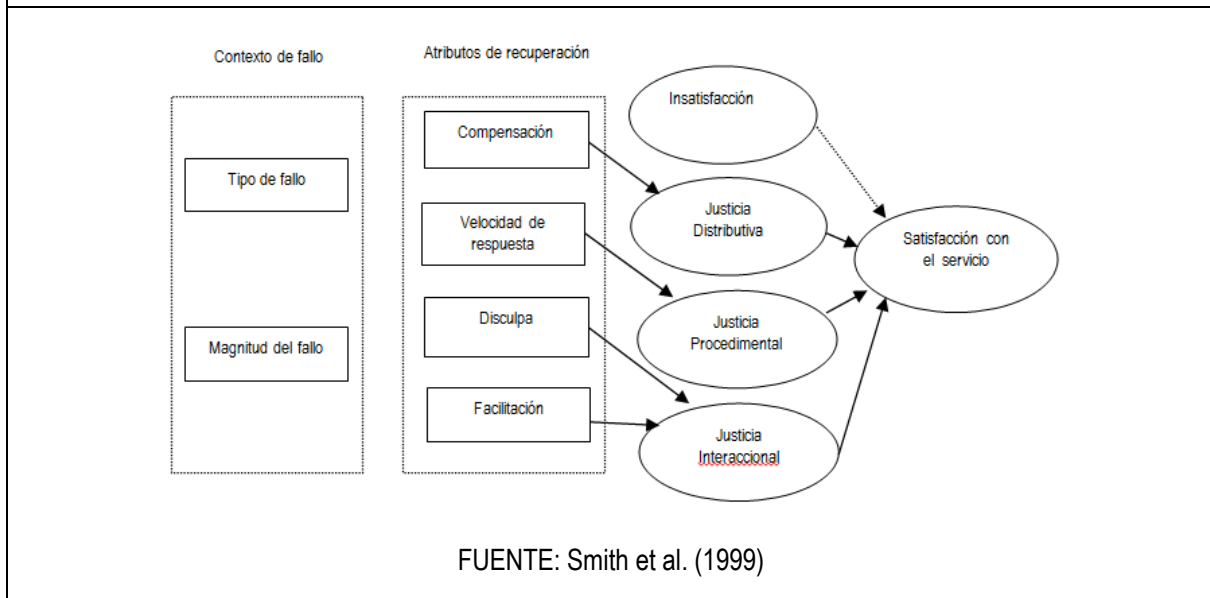 Contexto de fallo
Atributos de recuperación
Tipo de fallo
Magnitud del fallo
Compensación
Velocidad de
respuesta
Disculpa
Facilitación
Insatisfacción
Justicia
Distributiva
Justicia
Procedimental
Justicia
Interaccional
Satisfacción con
el servicio
FUENTE: Smith et al. (1999)